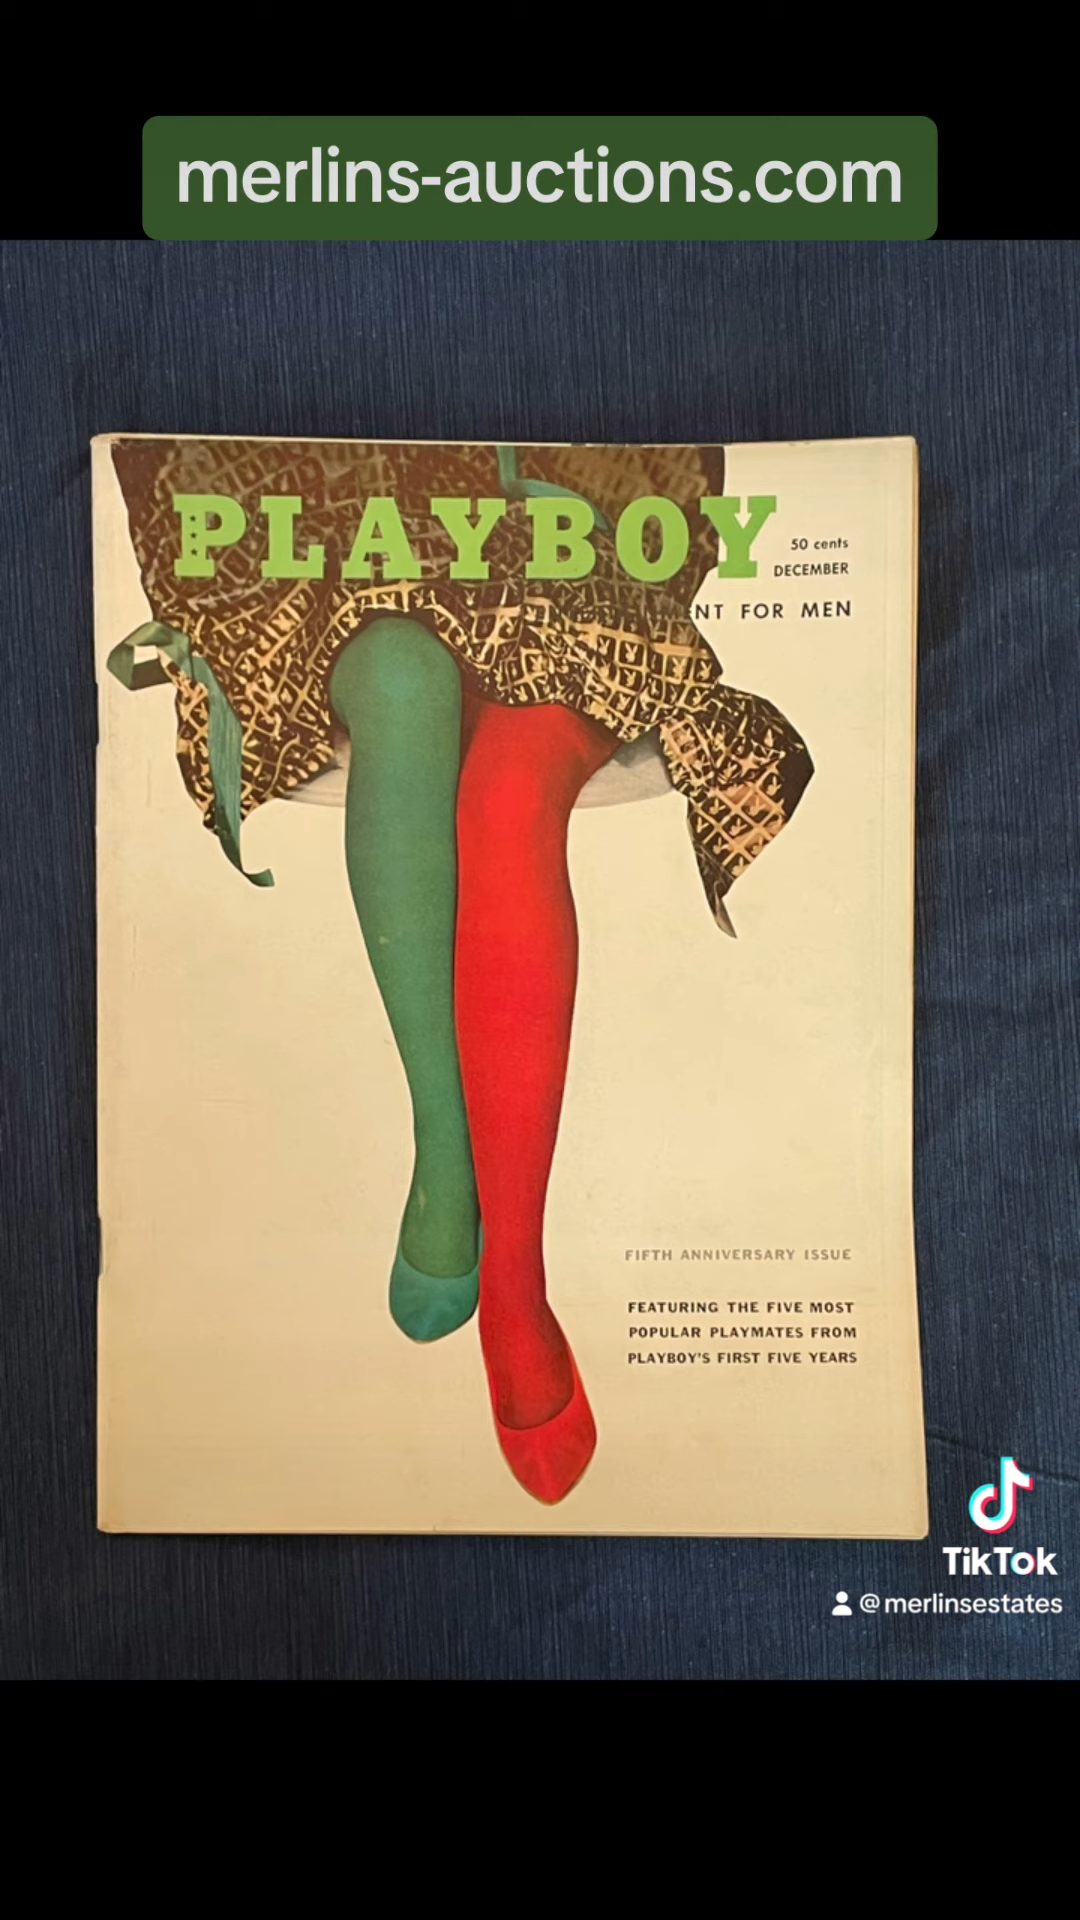 merlins-auctions.com
PLAYBOY
50 cents
DECEMBER
FOR MEN
FIFTH ANNIVERSARY ISSUE
FEATURING THE FIVE MOST
POPULAR PLAYMATES FROM
PLAYBOY'S FIRST FIVE YEARS
TikTok
@merlinsestates